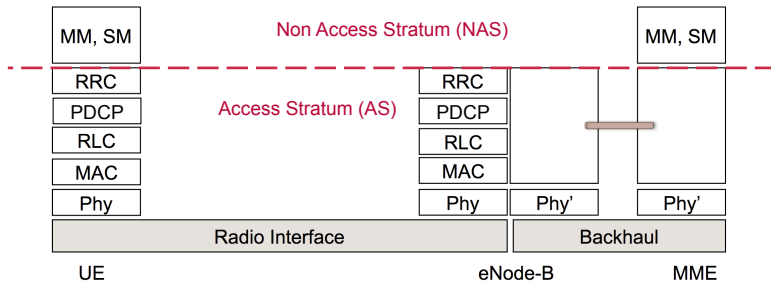 MM, SM Non Access Stratum (NAS) MM, SM
RRC RRC
PDCP Access Stratum (AS) PDCP
RLC RLC
MAC MAC
Phy Phy Phy’ Phy’
Radio Interface Backhaul
UE eNode-B MME